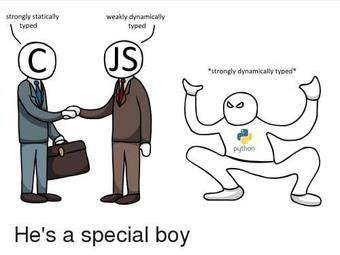 strongly statically
typed
weakly dynamically
typed
C
JS
*strongly dynamically typed*
python
He's a special boy